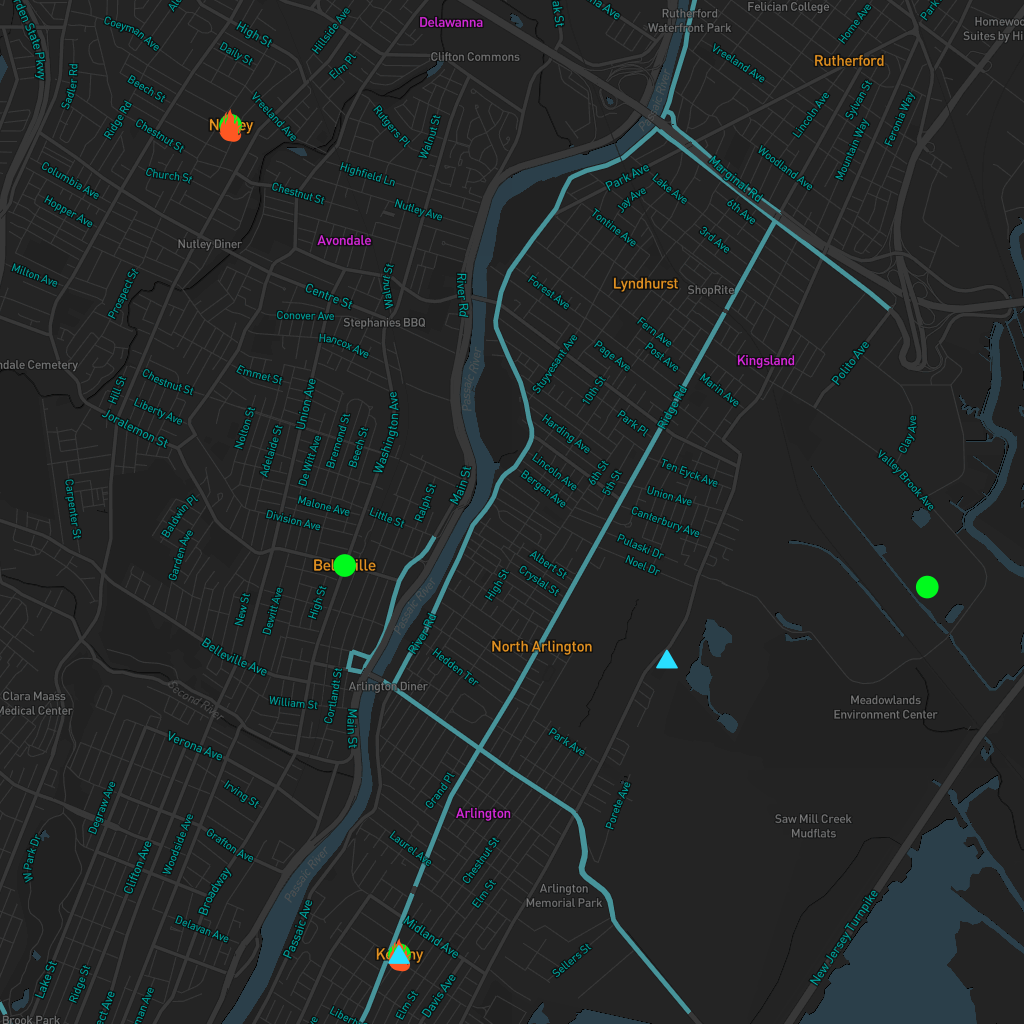 Delawanna
Rutherford
Waterfront Park
Felician College
High St
Coeyman Ave
Hillside Ave
Daily St
Elm Pl
Clifton Commons
Vreeland Ave
Rutherford
Home Ave
Suites by Hi
Sadler Rd
Beech St
Ridge Rd
Vreeland Ave
Chestnut St
Rutgers Pl
Walnut St
Lincoln Ave
Sylvan St
Feronia Way
Mountain Way
Woodland Ave
Church St
Columbia Ave
Hopper Ave
Highfield Ln
Chestnut St
Nutley Ave
Park Ave
Jay Ave
Lake Ave
Marginal Rd
6th Ave
3rd Ave
Tontune Ave
Nutley Diner
Avondale
Milton Ave
Prospect St
Centre St
Walnut St
River Rd
Forest Ave
Lyndhurst
ShopRite
Conover Ave
Stephanies BBQ
Hancox Ave
Fern Ave
Page Ave
Post Ave
Kingsland
Polito Ave
ndale Cemetery
Hill St
Chestnut St
Liberty Ave
Joralemon St
Emmet St
Union Ave
Passaic River
Stuyvesant Ave
10th St
Marin Ave
Ridge Rd
Nolton St
Adelaide St
De Witt Ave
Bremond St
Beech St
Washington Ave
Harding Ave
Park Pl
Clay Ave
Valley Brook Ave
Lincoln Ave
Bergen Ave
6th St
5th St
Ten Eyck Ave
Union Ave
Canterbury Ave
Carpenter St
Baldwin Pl
Garden Ave
Malone Ave
Division Ave
Little St
Ralph St
Main St
Pulaski Dr
Noel Dr
Albert St
Crystal St
High St
New St
Dewitt Ave
High St
Passaic River
River Rd
North Arlington
Belleville Ave
Hedden Ter
Clara Maass
Medical Center
Second River
William St
Cortlandt St
Main St
Arlington Diner
Meadowlands
Environment Center
Verona Ave
Irving St
Park Ave
Grand Pl
Porete Ave
Arlington
Saw Mill Creek
Mudflats
Degraw Ave
Woodside Ave
Grafton Ave
Clifton Ave
W Park Dr
Broadway
Passaic River
Laurel Ave
Chestnut St
Elm St
Arlington
Memorial Park
Delavan Ave
Passaic Ave
Midland Ave
Sellers St
New Jersey Turnpike
Lake St
Ridge St
Elm St
Davis Ave
Brook Park